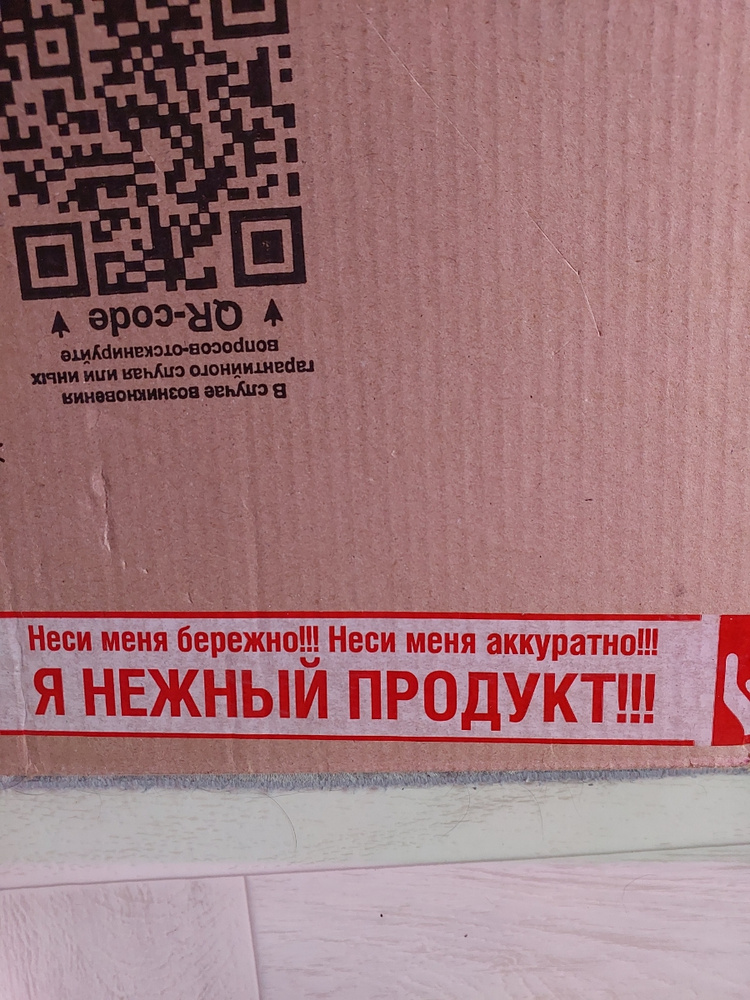 В случае возникновения
гарантийного случая или иных
вопросов-отсканируйте
QR-code
Неси меня бережно!!! Неси меня аккуратно!!!
Я НЕЖНЫЙ ПРОДУКТ!!!